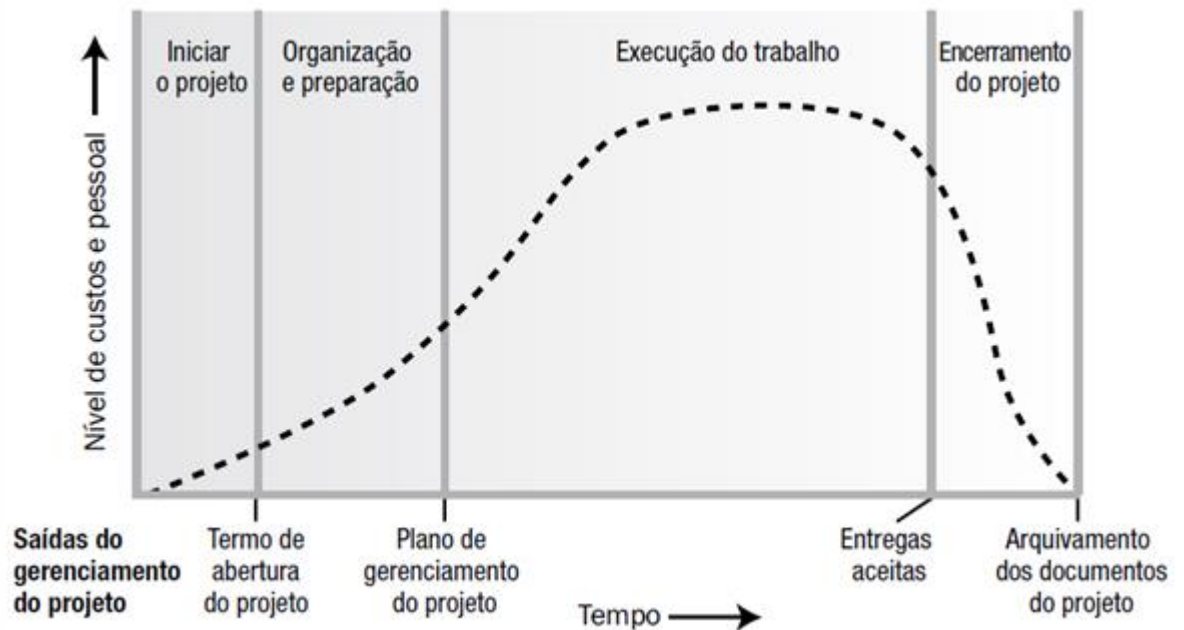 Iniciar
o projeto
Organização
e preparação
Execução do trabalho
Encerramento
do projeto
Nível de custos e pessoal
Saídas do
gerenciamento
do projeto
Termo de
abertura
do projeto
Plano de
gerenciamento
do projeto
Entregas
aceitas
Arquivamento
dos documentos
do projeto
Tempo